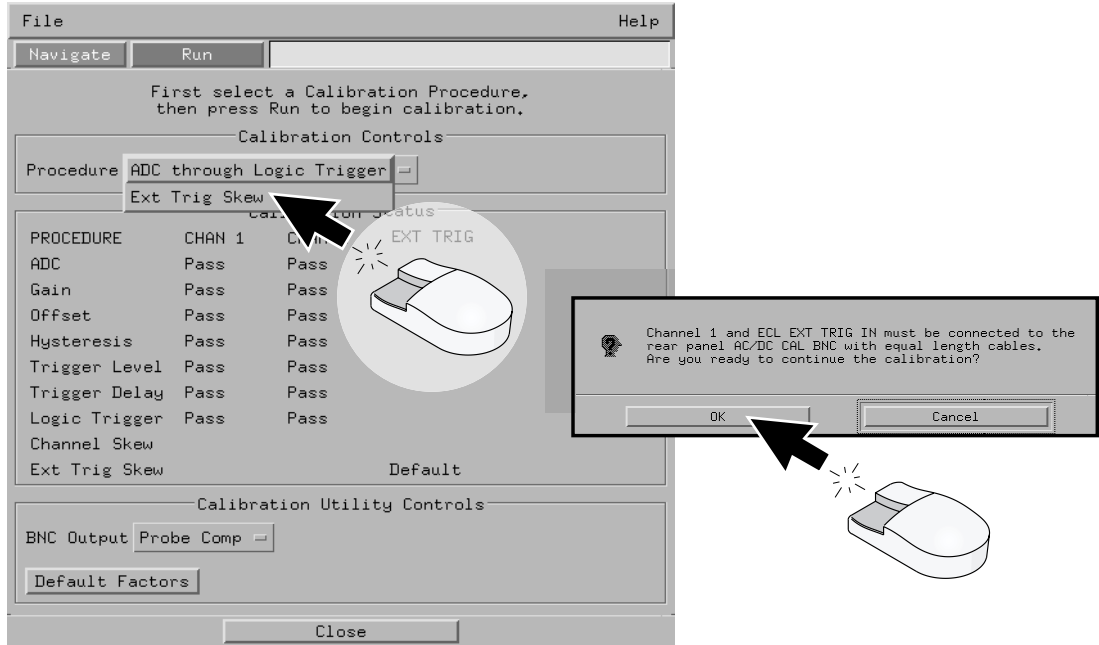 File Help
Navigate Run
First select a Calibration Procedure,
then press Run to begin calibration.
Calibration Controls
Procedure ADC through Logic Trigger
Ext Trig Skew
Status
PROCEDURE CHAN 1 EXT TRIG
ADC Pass Pass
Gain Pass Pass
Offset Pass Pass
Hysteresis Pass Pass
Trigger Level Pass Pass
Trigger Delay Pass Pass
Logic Trigger Pass Pass
Channel Skew
Ext Trig Skew Default
Calibration Utility Controls
BNC Output Probe Comp
Default Factors
Close
Channel 1 and ECL EXT TRIG IN must be connected to the
rear panel AC/DC CAL BNC with equal length cables.
Are you ready to continue the calibration?
OK Cancel